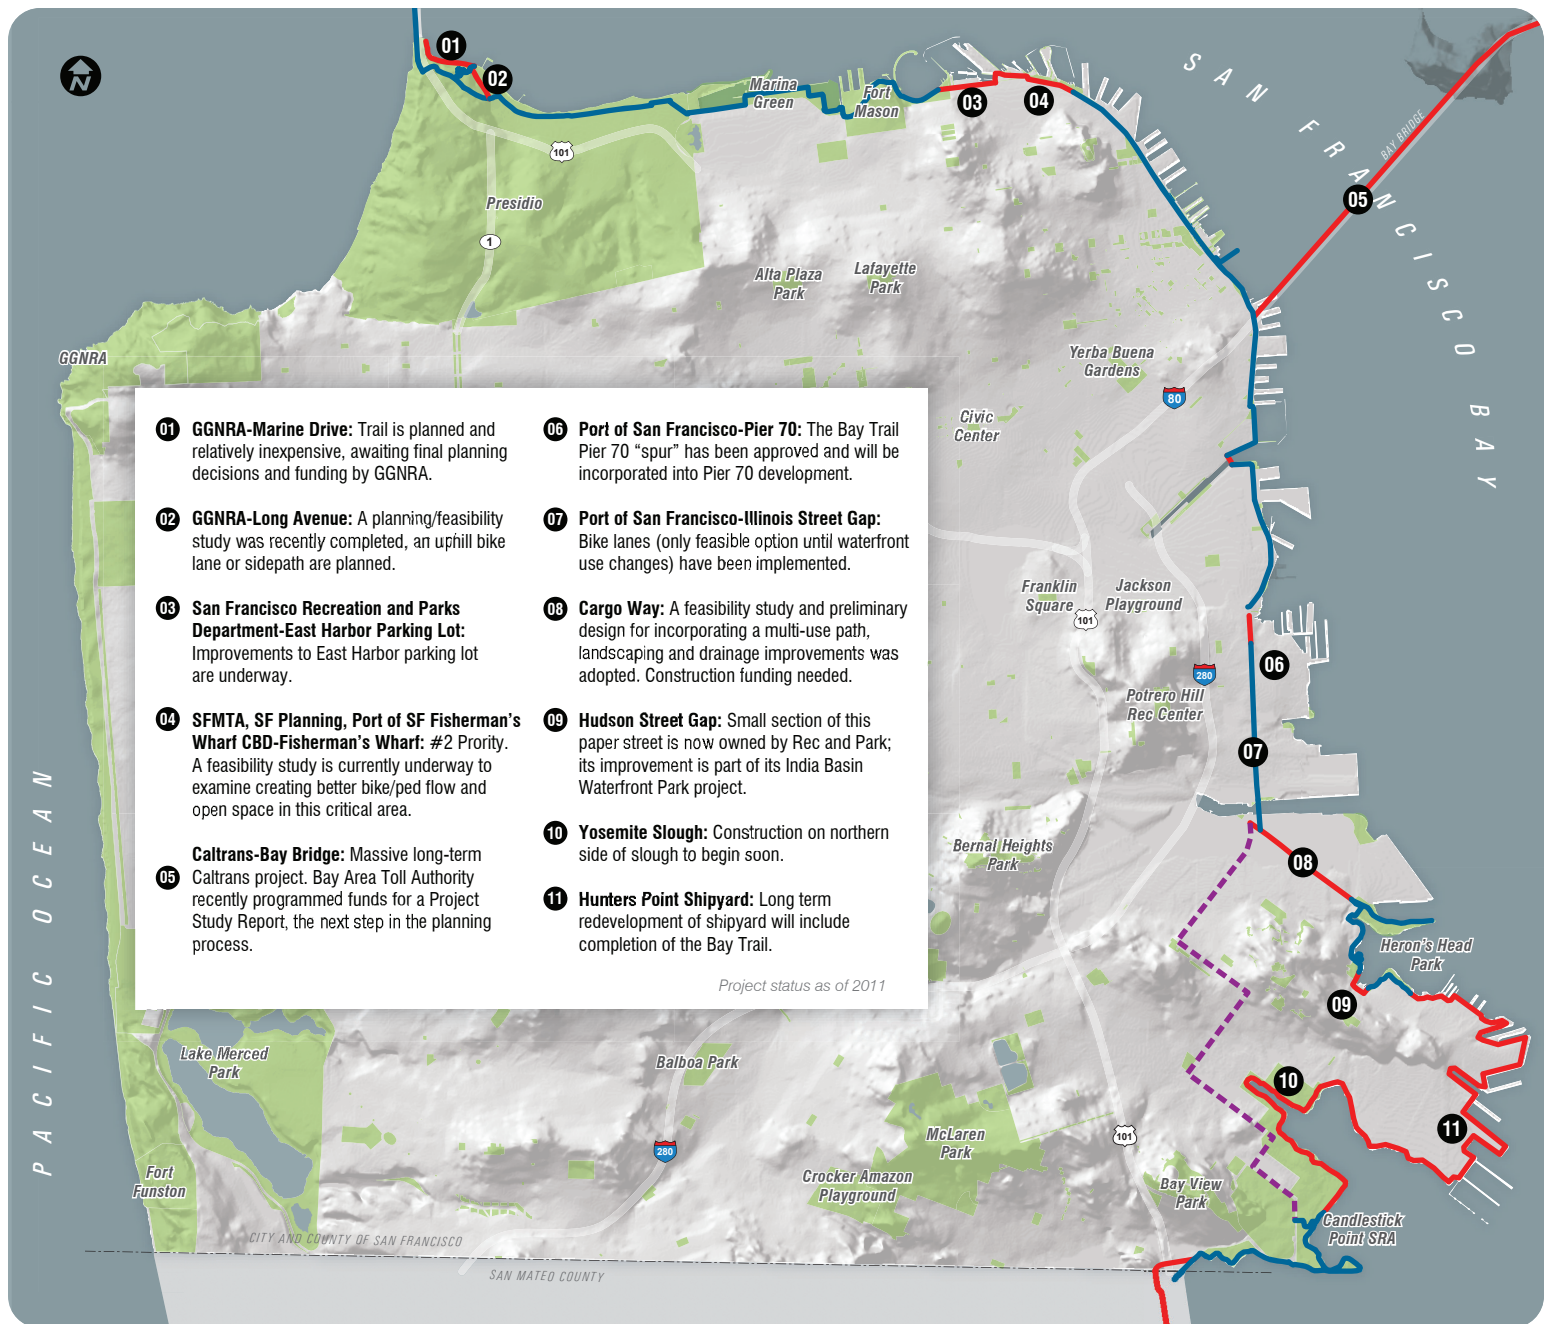 01
02
N
Marina
Green
Fort
Mason
03
04
SAN FRANCISCO BAY
BAY BRIDGE
05
101
Presidio
1
Alta Plaza
Park
Lafayette
Park
GGNRA
Yerba Buena
Gardens
80
Civic
Center
01 GGNRA-Marine Drive: Trail is planned and
relatively inexpensive, awaiting final planning
decisions and funding by GGNRA.
02 GGNRA-Long Avenue: A planning/feasibility
study was recently completed, an uphill bike
lane or sidepath are planned.
03 San Francisco Recreation and Parks
Department-East Harbor Parking Lot:
Improvements to East Harbor parking lot
are underway.
04 SFMTA, SF Planning, Port of SF Fisherman's
Wharf CBD-Fisherman's Wharf: #2 Prority.
A feasibility study is currently underway to
examine creating better bike/ped flow and
open space in this critical area.
05 Caltrans-Bay Bridge: Massive long-term
Caltrans project. Bay Area Toll Authority
recently programmed funds for a Project
Study Report, the next step in the planning
process.
06 Port of San Francisco-Pier 70: The Bay Trail
Pier 70 “spur” has been approved and will be
incorporated into Pier 70 development.
07 Port of San Francisco-Illinois Street Gap:
Bike lanes (only feasible option until waterfront
use changes) have been implemented.
08 Cargo Way: A feasibility study and preliminary
design for incorporating a multi-use path,
landscaping and drainage improvements was
adopted. Construction funding needed.
09 Hudson Street Gap: Small section of this
paper street is now owned by Rec and Park;
its improvement is part of its India Basin
Waterfront Park project.
10 Yosemite Slough: Construction on northern
side of slough to begin soon.
11 Hunters Point Shipyard: Long term
redevelopment of shipyard will include
completion of the Bay Trail.
Project status as of 2011
Franklin
Square
Jackson
Playground
101
280
06
Potrero Hill
Rec Center
07
PACIFIC OCEAN
Bernal Heights
Park
08
Heron's Head
Park
09
Lake Merced
Park
Balboa Park
10
11
McLaren
Park
101
280
Fort
Funston
Crocker Amazon
Playground
Bay View
Park
Candlestick
Point SRA
CITY AND COUNTY OF SAN FRANCISCO
SAN MATEO COUNTY